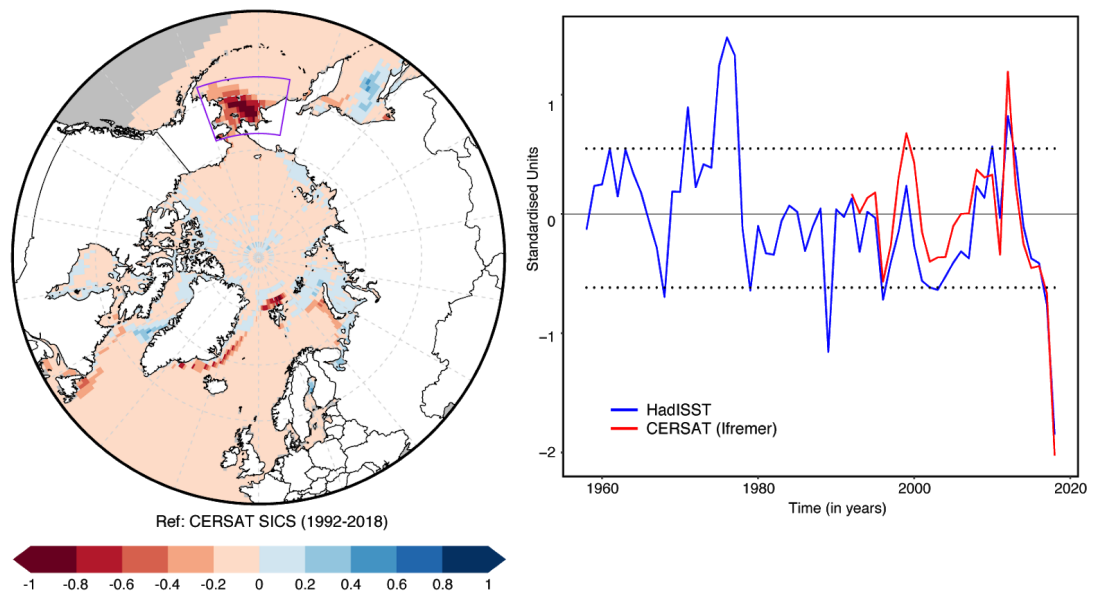 Ref: CERSAT SICS (1992-2018)
-1 -0.8 -0.6 -0.4 -0.2 0 0.2 0.4 0.6 0.8 1
Standardised Units
1
0
−1
−2
HadISST
CERSAT (Ifremer)
1960 1980 2000 2020
Time (in years)